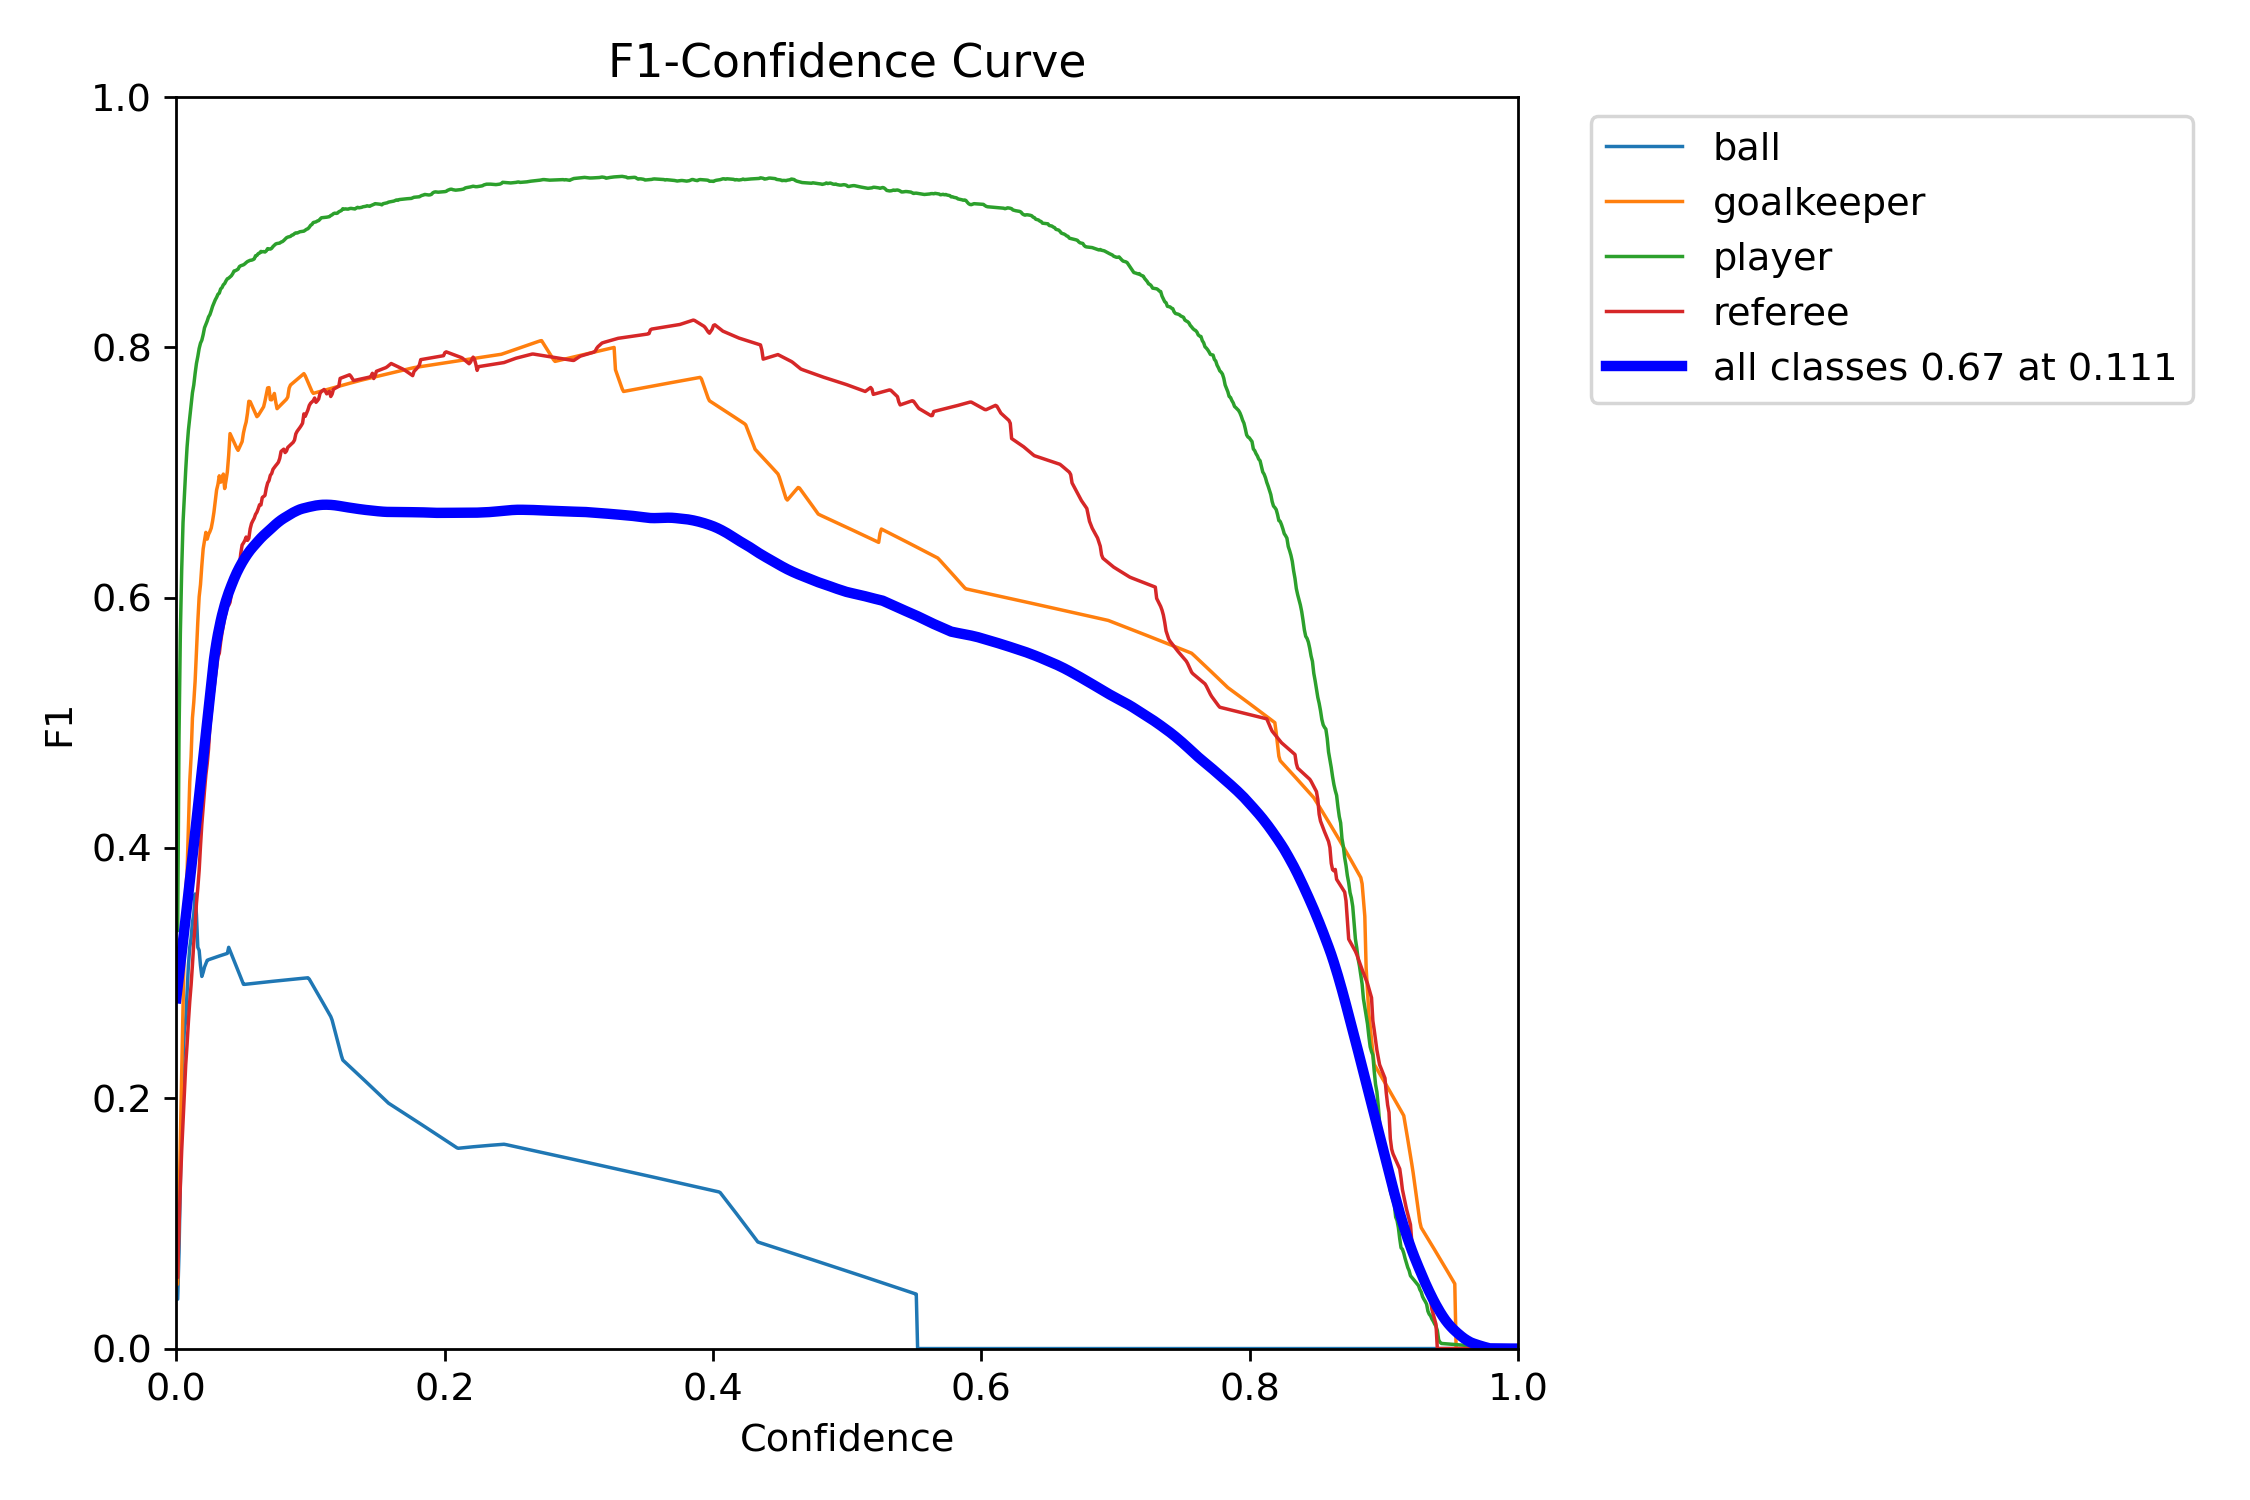 F1-Confidence Curve
1.0
0.8
0.6
0.4
0.2
0.0
F1
0.0 0.2 0.4 0.6 0.8 1.0
Confidence
ball
goalkeeper
player
referee
all classes 0.67 at 0.111